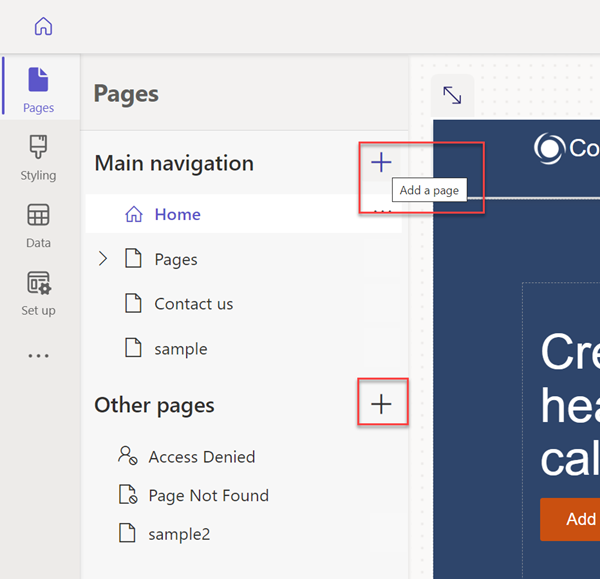 Pages
Styling
Data
Set up
Pages
Main navigation
Add a page
Home
Pages
Contact us
sample
Other pages
Access Denied
Page Not Found
sample2
Co
Cre
hea
cal
Add